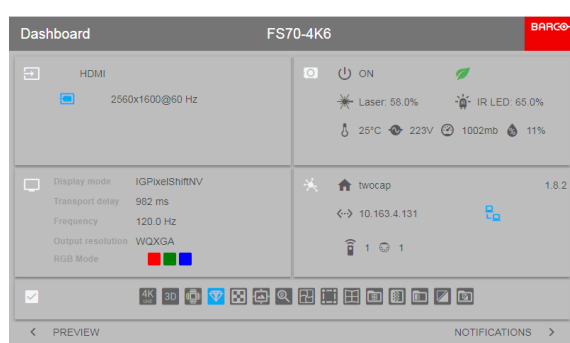 Dashboard FS70-4K6 BARCO
HDMI
2560x1600@60 Hz
ON
Laser: 58.0% IR LED: 65.0%
25°C 223V 1002mb 11%
Display mode IGPixelShiftNV
Transport delay 982 ms
Frequency 120.0 Hz
Output resolution WQXGA
RGB Mode
twocap 1.8.2
10.163.4.131
1 1
4K 3D
< PREVIEW NOTIFICATIONS >